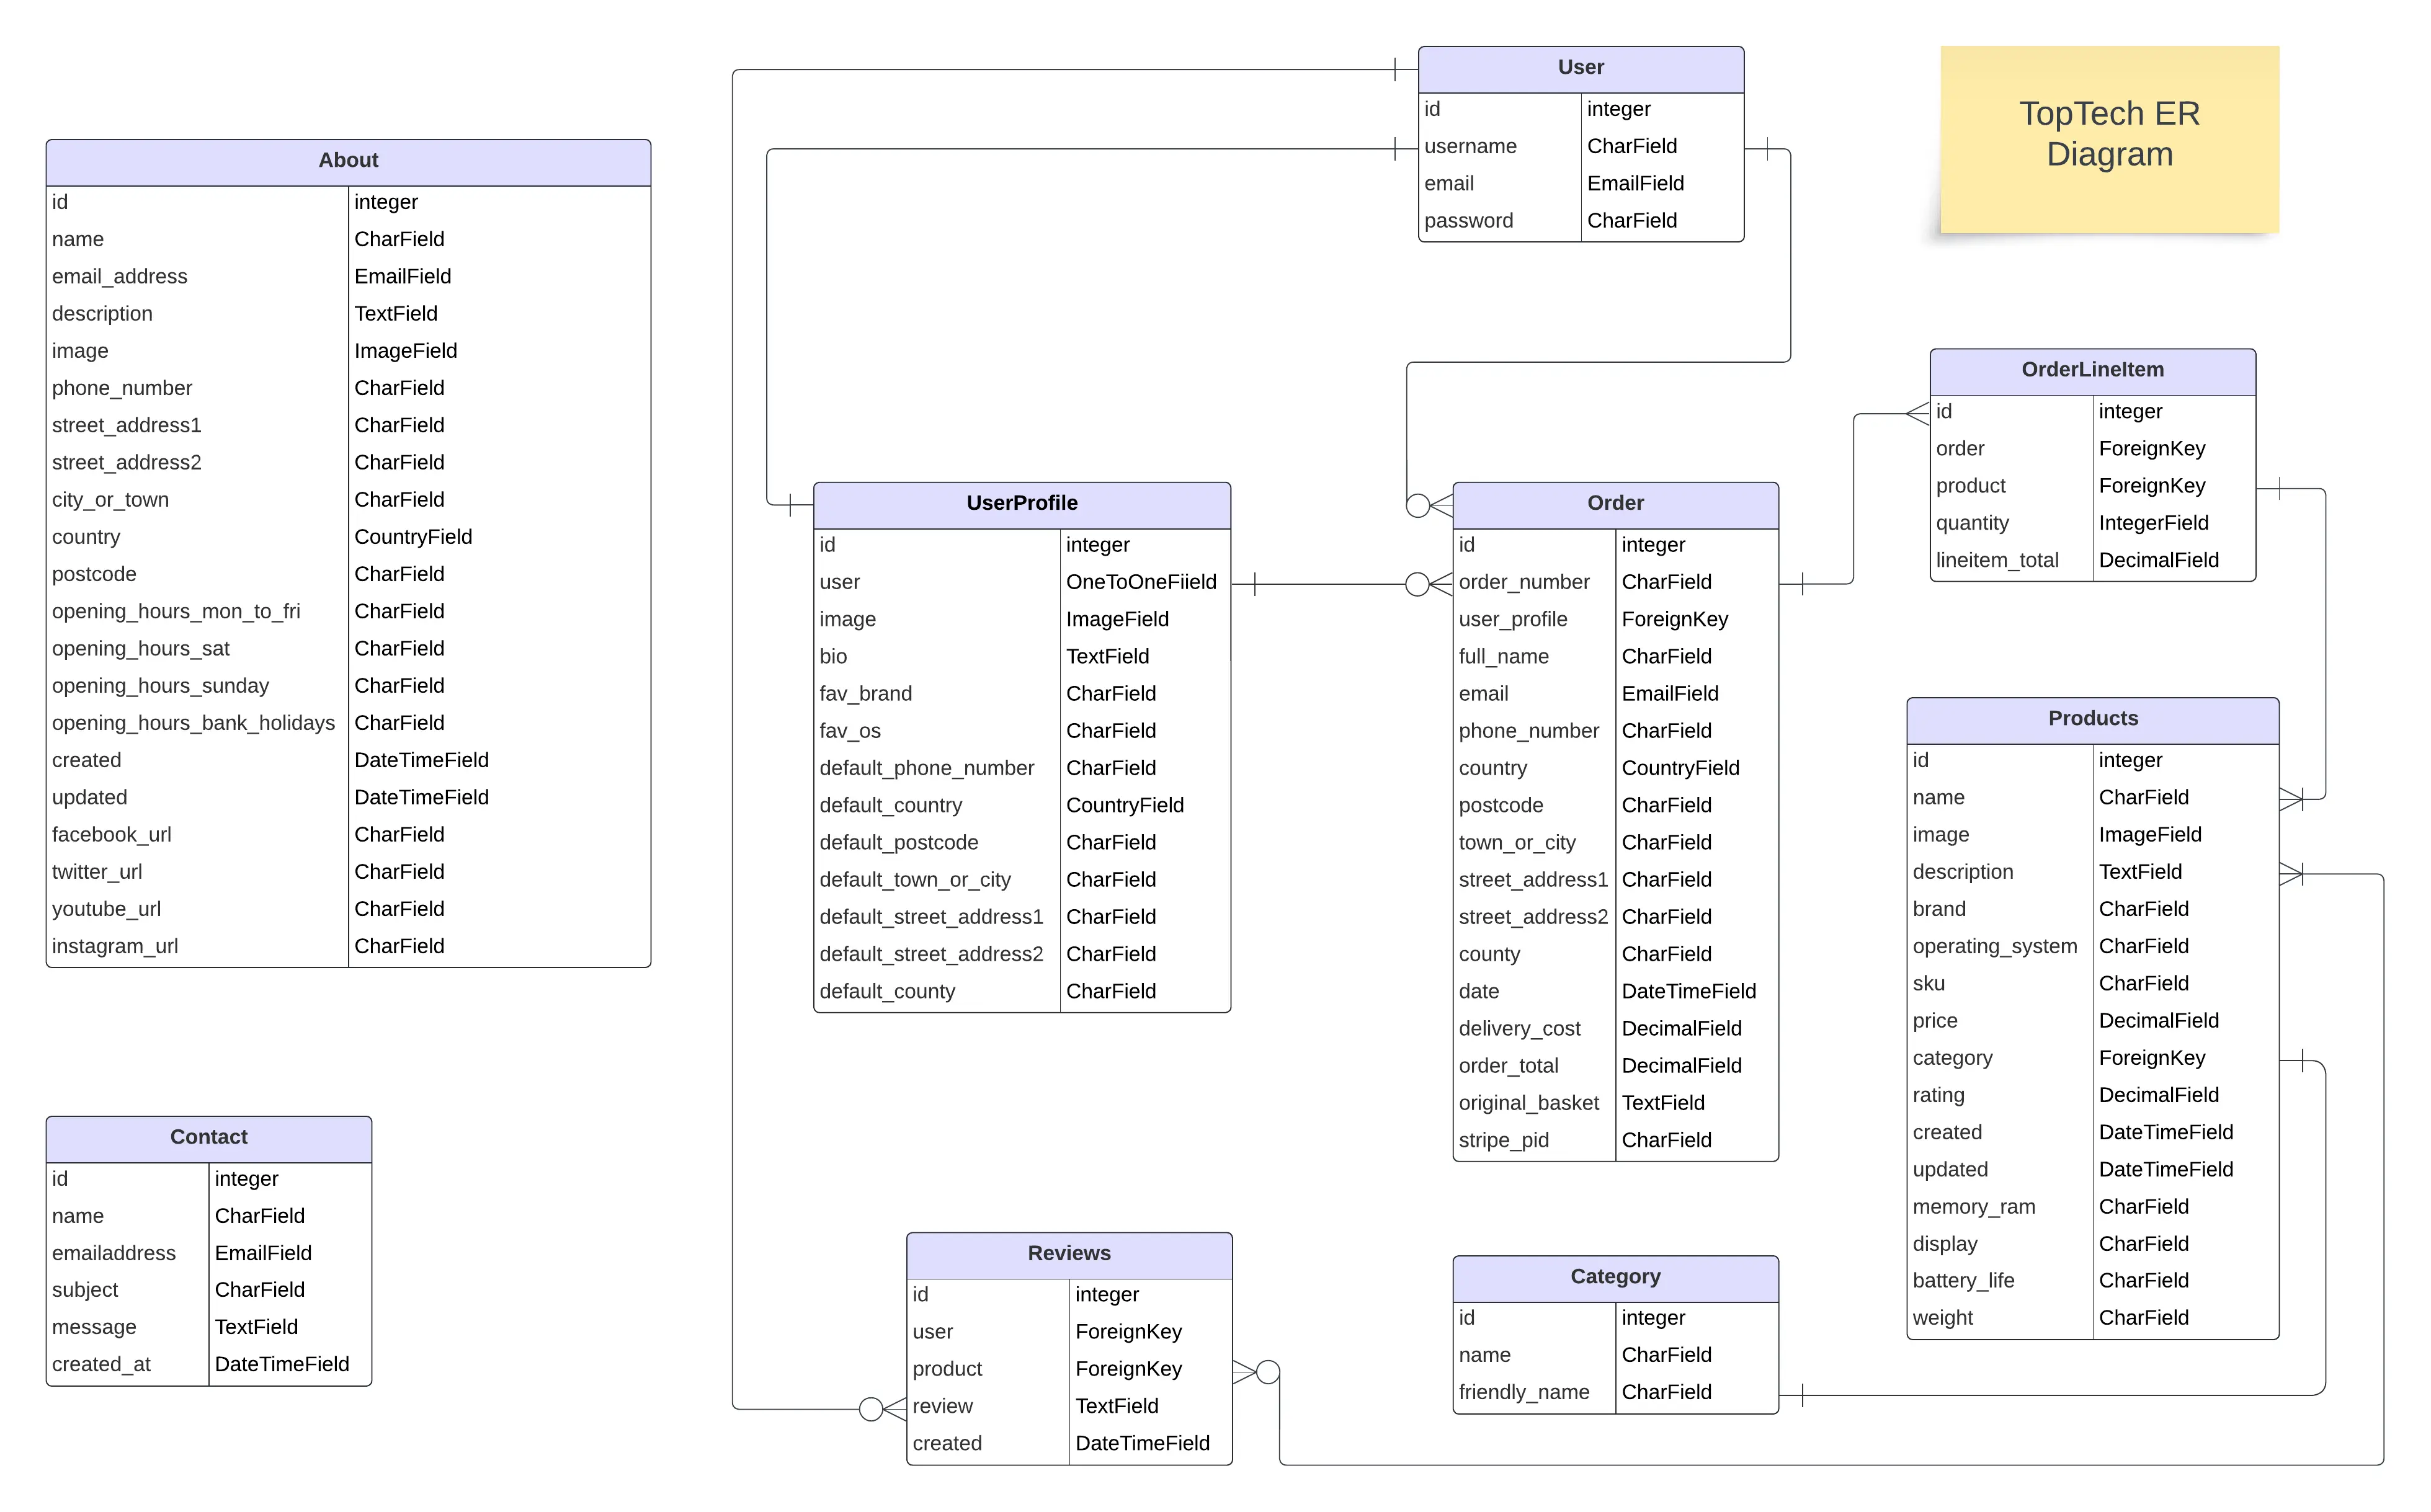 TopTech ER
Diagram
User
id integer
username CharField
email EmailField
password CharField
About
id integer
name CharField
email_address EmailField
description TextField
image ImageField
phone_number CharField
street_address1 CharField
street_address2 CharField
city_or_town CharField
country CountryField
postcode CharField
opening_hours_mon_to_fri CharField
opening_hours_sat CharField
opening_hours_sunday CharField
opening_hours_bank_holidays CharField
created DateTimeField
updated DateTimeField
facebook_url CharField
twitter_url CharField
youtube_url CharField
instagram_url CharField
OrderLineItem
id integer
order ForeignKey
product ForeignKey
quantity IntegerField
lineitem_total DecimalField
UserProfile
id integer
user OneToOneFiield
image ImageField
bio TextField
fav_brand CharField
fav_os CharField
default_phone_number CharField
default_country CountryField
default_postcode CharField
default_town_or_city CharField
default_street_address1 CharField
default_street_address2 CharField
default_county CharField
Order
id integer
order_number CharField
user_profile ForeignKey
full_name CharField
email EmailField
phone_number CharField
country CountryField
postcode CharField
town_or_city CharField
street_address1 CharField
street_address2 CharField
county CharField
date DateTimeField
delivery_cost DecimalField
order_total DecimalField
original_basket TextField
stripe_pid CharField
Products
id integer
name CharField
image ImageField
description TextField
brand CharField
operating_system CharField
sku CharField
price DecimalField
category ForeignKey
rating DecimalField
created DateTimeField
updated DateTimeField
memory_ram CharField
display CharField
battery_life CharField
weight CharField
Contact
id integer
name CharField
emailaddress EmailField
subject CharField
message TextField
created_at DateTimeField
Reviews
id integer
user ForeignKey
product ForeignKey
review TextField
created DateTimeField
Category
id integer
name CharField
friendly_name CharField